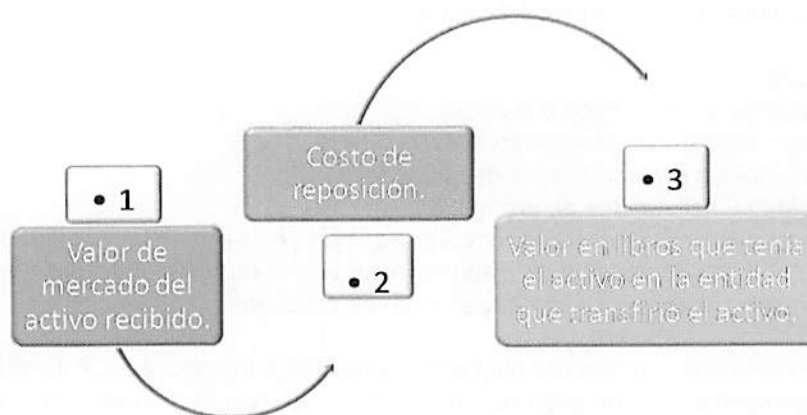 • 1
Valor de
mercado del
activo recibido.
Costo de
reposición.
• 2
• 3
Valor en libros que tenía
el activo en la entidad
que transfirió el activo.